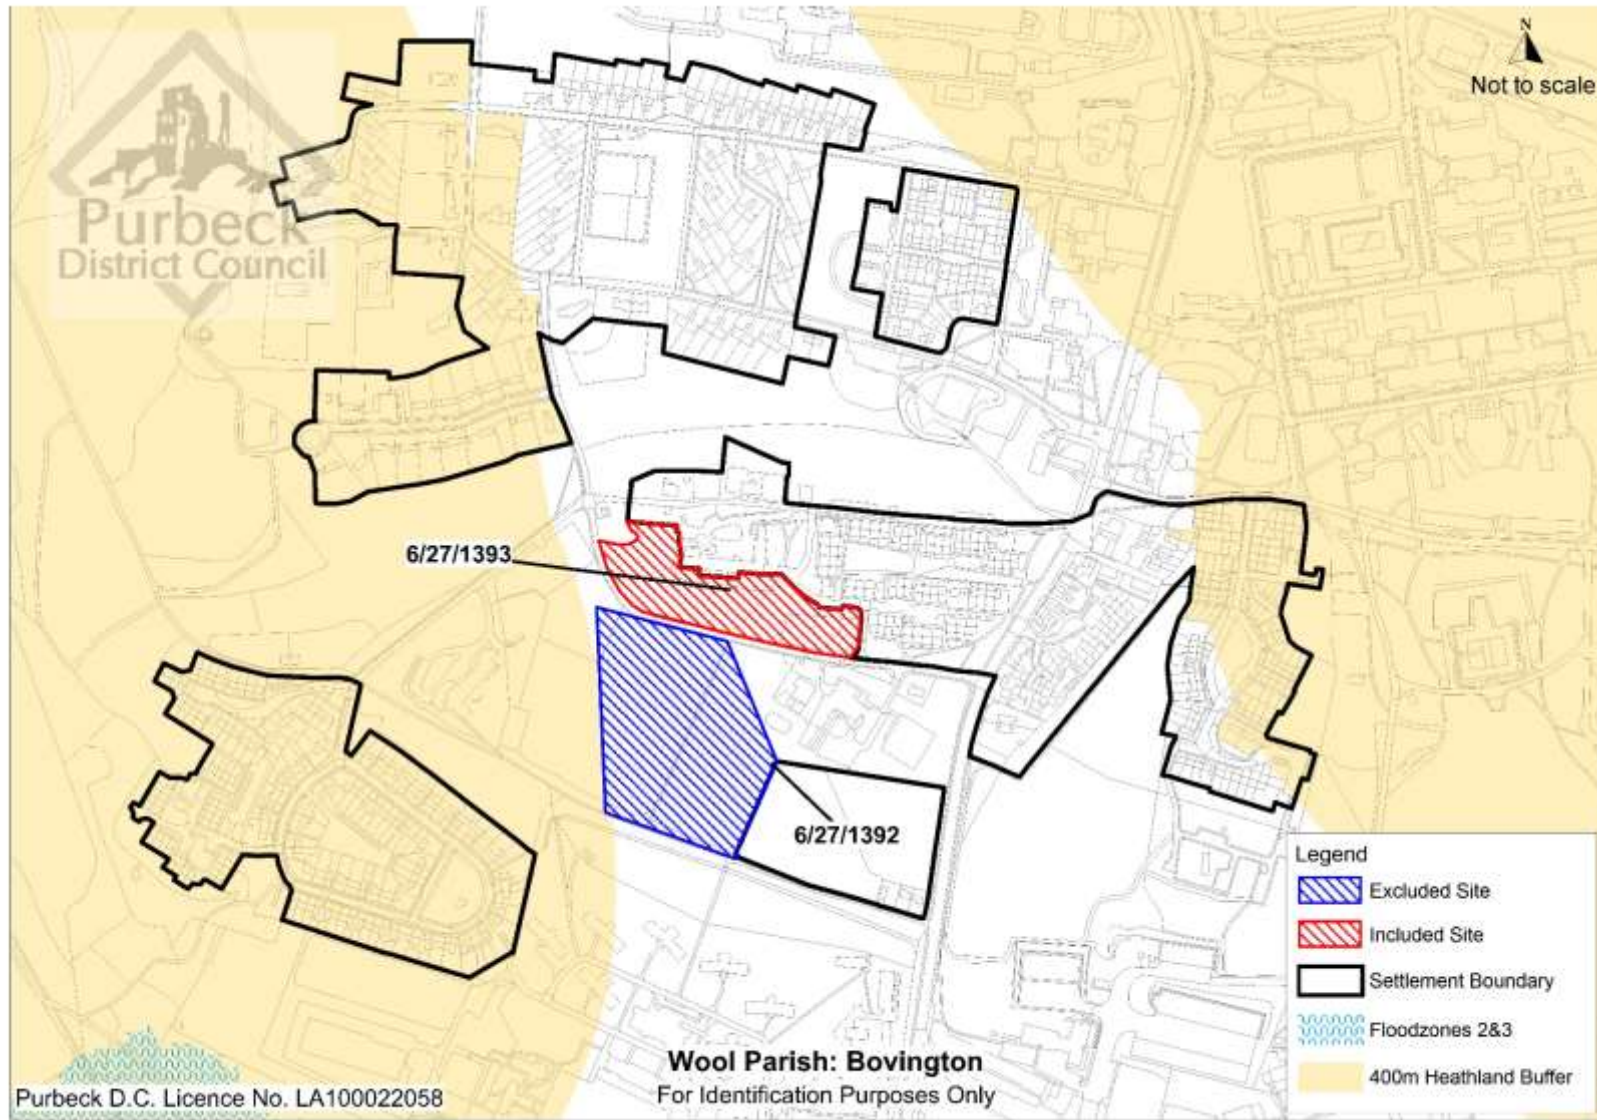 N
Not to scale
Purbeck
District Council
6/27/1393
6/27/1392
Legend
Excluded Site
Included Site
Settlement Boundary
Floodzones 2&3
400m Heathland Buffer
Wool Parish: Bovington
For Identification Purposes Only
Purbeck D.C. Licence No. LA100022058